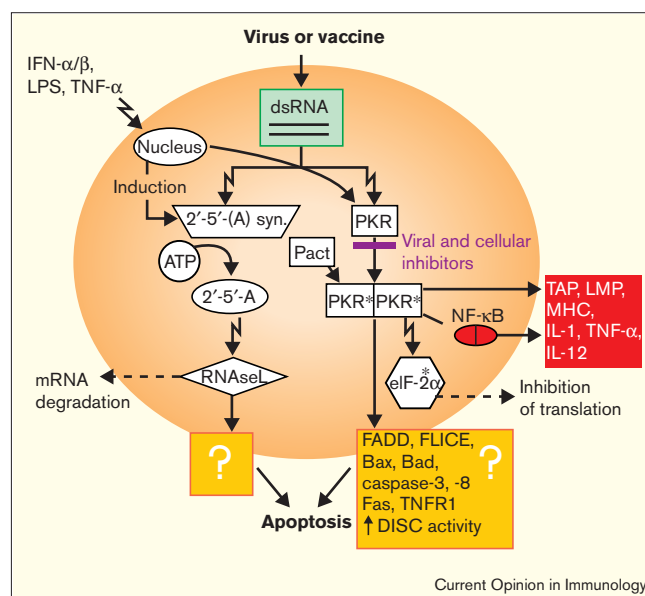 Virus or vaccine
IFN-α/β,
LPS, TNF-α
dsRNA
Nucleus
Induction
2′-5′-(A) syn.
PKR
Viral and cellular
inhibitors
ATP
Pact
2′-5′-A
PKR* PKR*
NF-κB
TAP, LMP,
MHC,
IL-1, TNF-α,
IL-12
RNAseL
mRNA
degradation
*
eIF-2α
Inhibition
of translation
?
FADD, FLICE,
Bax, Bad,
caspase-3, -8
Fas, TNFR1
↑ DISC activity
?
Apoptosis
Current Opinion in Immunology